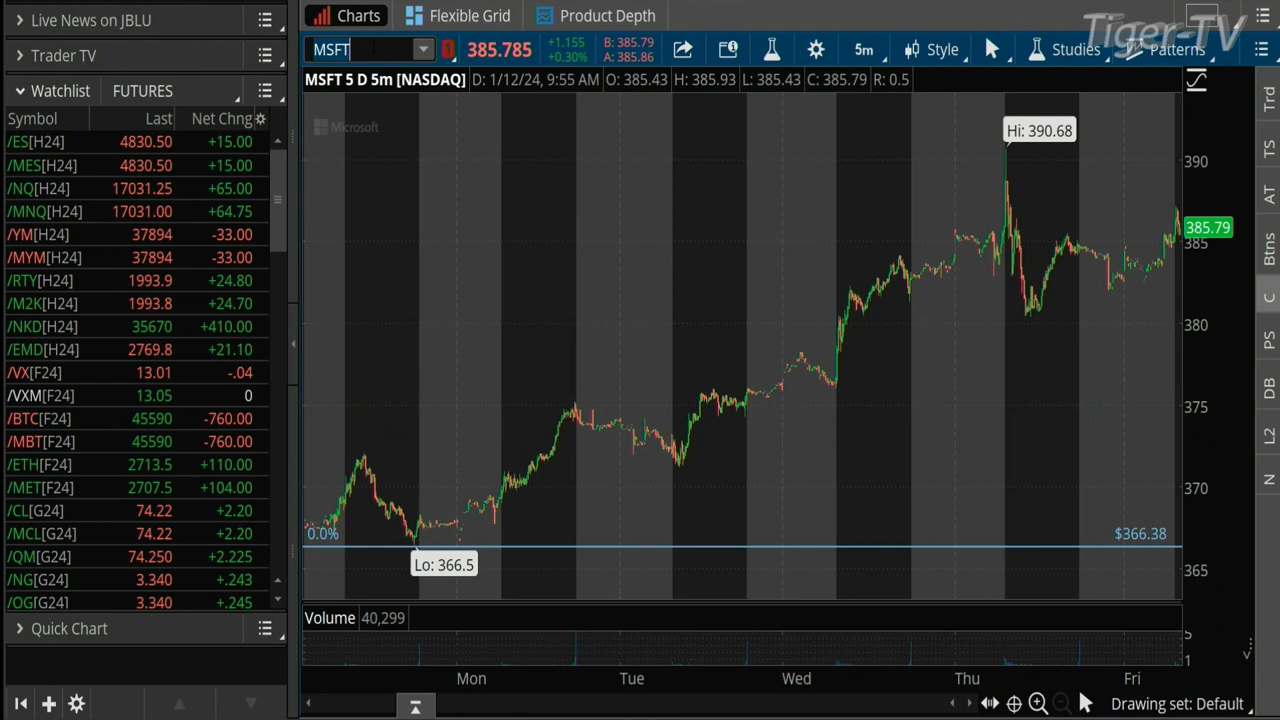 Live News on JBLU
Trader TV
Watchlist FUTURES
Symbol Last Net Chng
/ES[H24] 4830.50 +15.00
/MES[H24] 4830.50 +15.00
/NQ[H24] 17031.25 +65.00
/MNQ[H24] 17031.00 +64.75
/YM[H24] 37894 -33.00
/MYM[H24] 37894 -33.00
/RTY[H24] 1993.9 +24.80
/M2K[H24] 1993.8 +24.70
/NKD[H24] 35670 +410.00
/EMD[H24] 2769.8 +21.10
/VX[F24] 13.01 -.04
/VXM[F24] 13.05 0
/BTC[F24] 45590 -760.00
/MBT[F24] 45590 -760.00
/ETH[F24] 2713.5 +110.00
/MET[F24] 2707.5 +104.00
/CL[G24] 74.22 +2.20
/MCL[G24] 74.22 +2.20
/QM[G24] 74.250 +2.225
/NG[G24] 3.340 +.243
/QG[G24] 3.340 +.245
Quick Chart
Charts Flexible Grid Product Depth
Tiger-TV
MSFT 385.785 +1.155 +0.30% B: 385.79 A: 385.86 5m Style Studies Patterns
MSFT 5 D 5m [NASDAQ] D: 1/12/24, 9:55 AM O: 385.43 H: 385.93 L: 385.43 C: 385.79 R: 0.5
Microsoft
Hi: 390.68
390
385.79
385
380
375
370
0.0% $366.38
Lo: 366.5
365
Volume 40,299
5
1
Mon Tue Wed Thu Fri
Drawing set: Default
Trd
TS
AT
Btns
C
PS
DB
L2
N